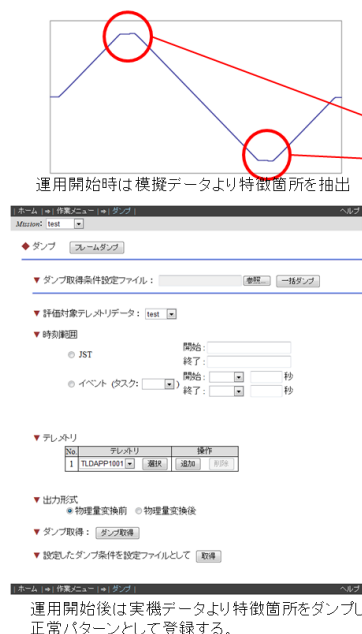 運用開始時は模擬データより特徴箇所を抽出
| ホーム |→| 作業メニュー |→| ダンプ | ヘルプ
Mission: test
◆ ダンプ フレームダンプ
▼ ダンプ取得条件設定ファイル： 参照... 一括ダンプ
▼ 評価対象テレメトリデータ： test
▼ 時刻範囲
JST 開始：
終了：
イベント (タスク: ) 開始： 秒
終了： 秒
▼ テレメトリ
No. テレメトリ 操作
1 TLDAPP1001 選択 追加 削除
▼ 出力形式
物理量変換前 物理量変換後
▼ ダンプ取得： ダンプ取得
▼ 設定したダンプ条件を設定ファイルとして 取得
| ホーム |→| 作業メニュー |→| ダンプ | ヘルプ
運用開始後は実機データより特徴箇所をダンプし
正常パターンとして登録する。